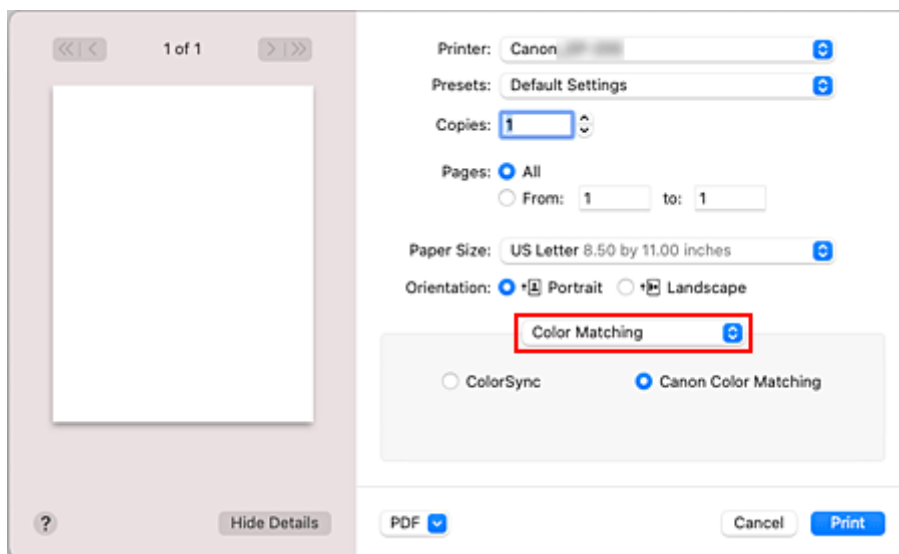 1 of 1
Printer: Canon
Presets: Default Settings
Copies: 1
Pages: All
From: 1 to: 1
Paper Size: US Letter 8.50 by 11.00 inches
Orientation: Portrait Landscape
Color Matching
ColorSync Canon Color Matching
? Hide Details PDF Cancel Print